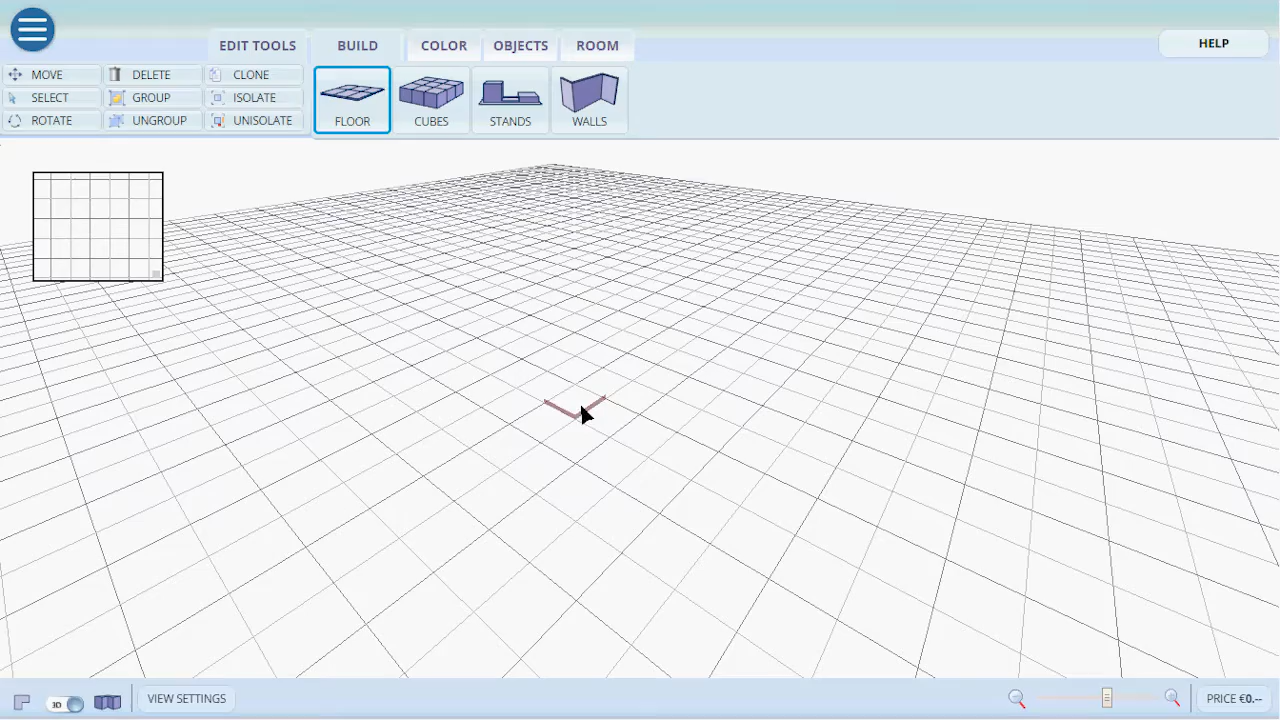 EDIT TOOLS
BUILD
COLOR
OBJECTS
ROOM
HELP
MOVE
DELETE
CLONE
SELECT
GROUP
ISOLATE
ROTATE
UNGROUP
UNISOLATE
FLOOR
CUBES
STANDS
WALLS
3D
VIEW SETTINGS
PRICE €0.--